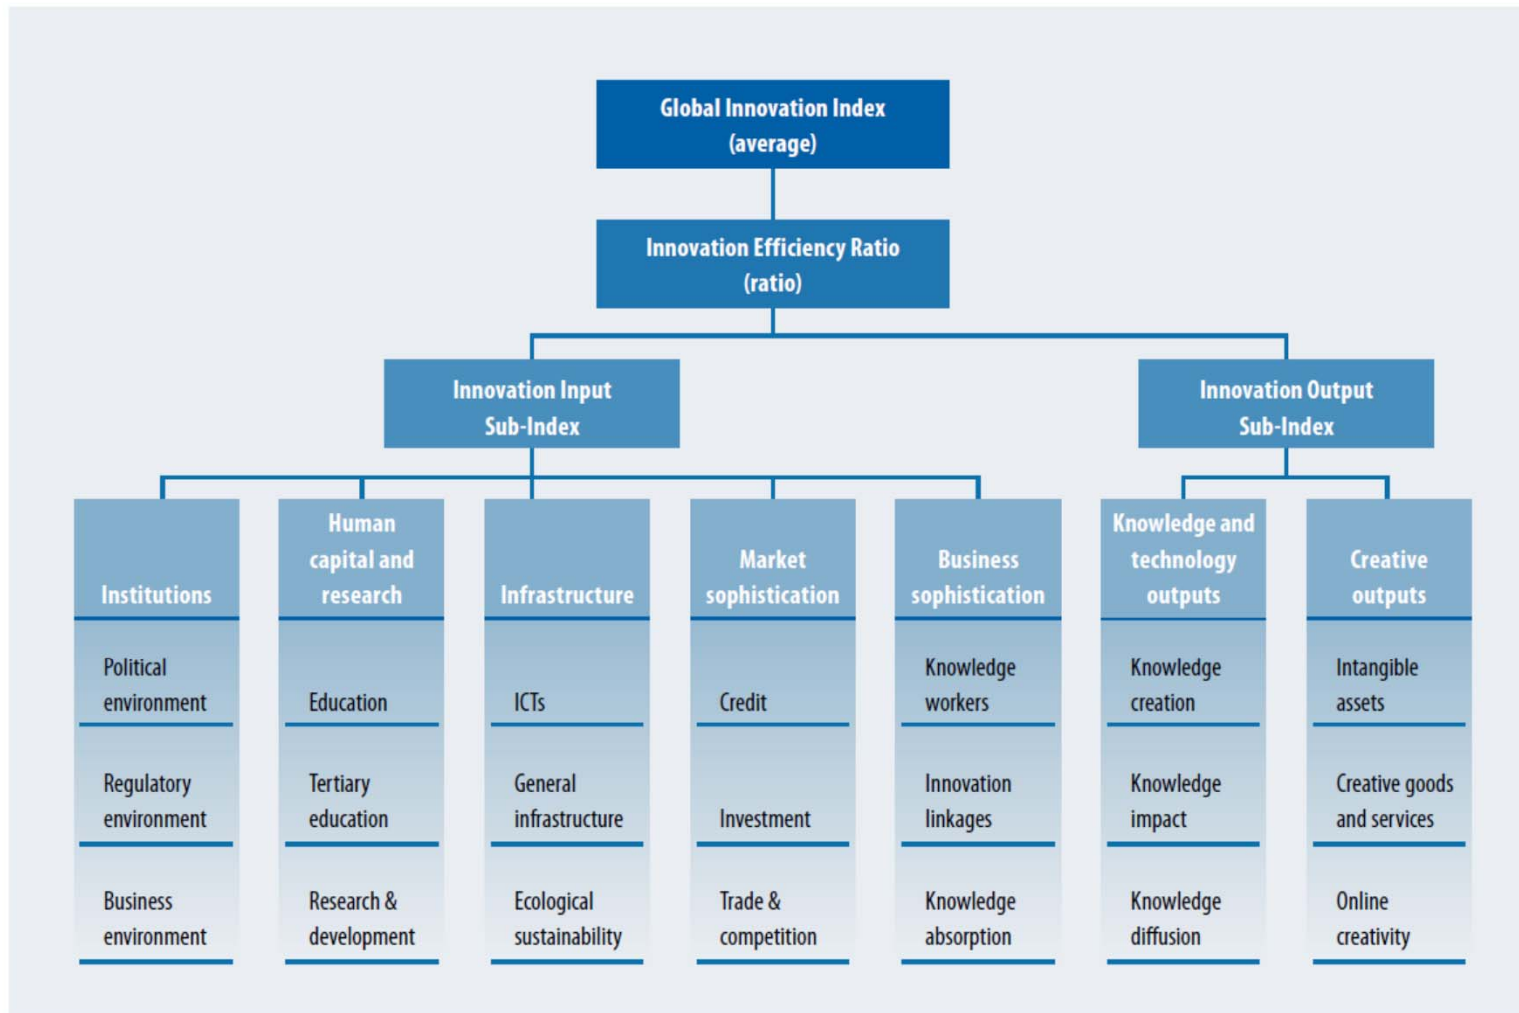 Global Innovation Index
(average)
Innovation Efficiency Ratio
(ratio)
Innovation Input
Sub-Index
Innovation Output
Sub-Index
Institutions
Human
capital and
research
Infrastructure
Market
sophistication
Business
sophistication
Knowledge and
technology
outputs
Creative
outputs
Political
environment
Education
ICTs
Credit
Knowledge
workers
Knowledge
creation
Intangible
assets
Regulatory
environment
Tertiary
education
General
infrastructure
Investment
Innovation
linkages
Knowledge
impact
Creative goods
and services
Business
environment
Research &
development
Ecological
sustainability
Trade &
competition
Knowledge
absorption
Knowledge
diffusion
Online
creativity